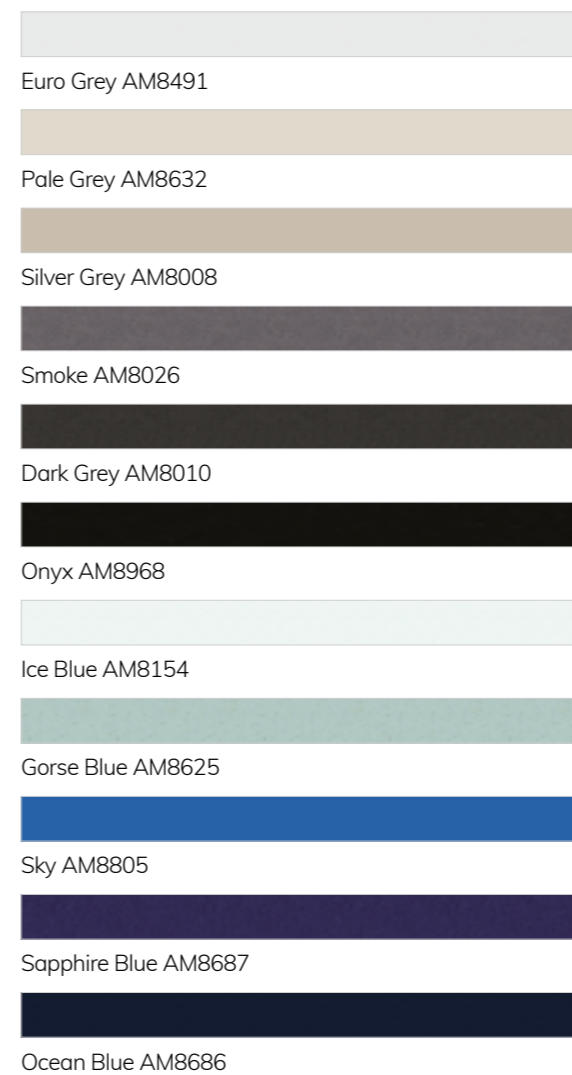 Euro Grey AM8491
Pale Grey AM8632
Silver Grey AM8008
Smoke AM8026
Dark Grey AM8010
Onyx AM8968
Ice Blue AM8154
Gorse Blue AM8625
Sky AM8805
Sapphire Blue AM8687
Ocean Blue AM8686